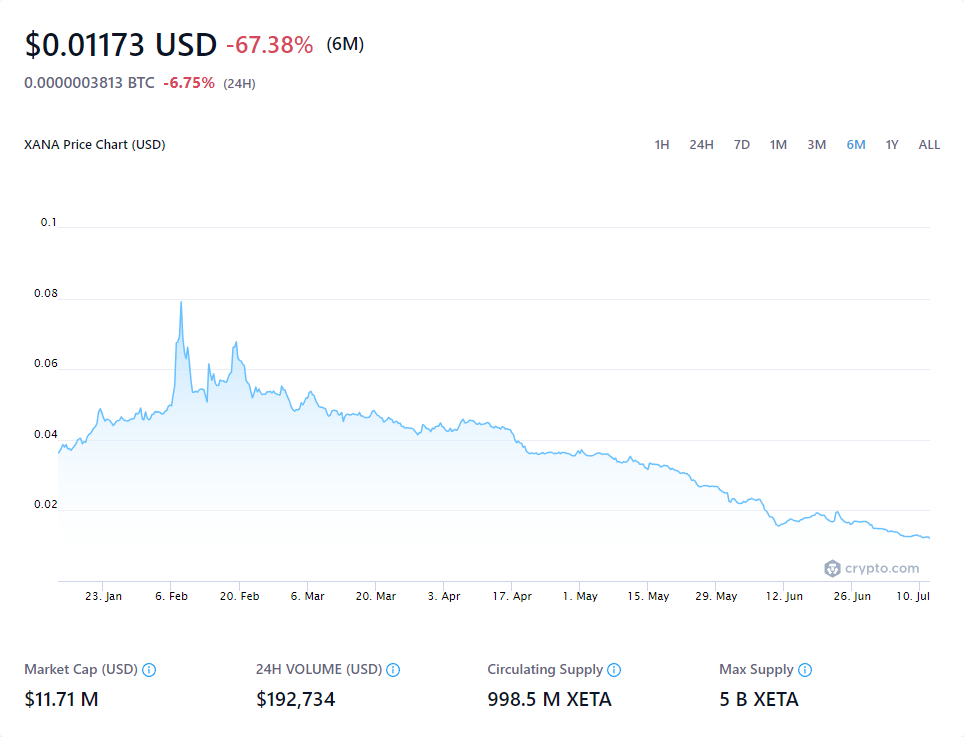 $0.01173 USD -67.38% (6M)
0.0000003813 BTC -6.75% (24H)
XANA Price Chart (USD)
1H 24H 7D 1M 3M 6M 1Y ALL
0.1
0.08
0.06
0.04
0.02
crypto.com
23. Jan 6. Feb 20. Feb 6. Mar 20. Mar 3. Apr 17. Apr 1. May 15. May 29. May 12. Jun 26. Jun 10. Jul
Market Cap (USD) 24H VOLUME (USD) Circulating Supply Max Supply
$11.71 M $192,734 998.5 M XETA 5 B XETA